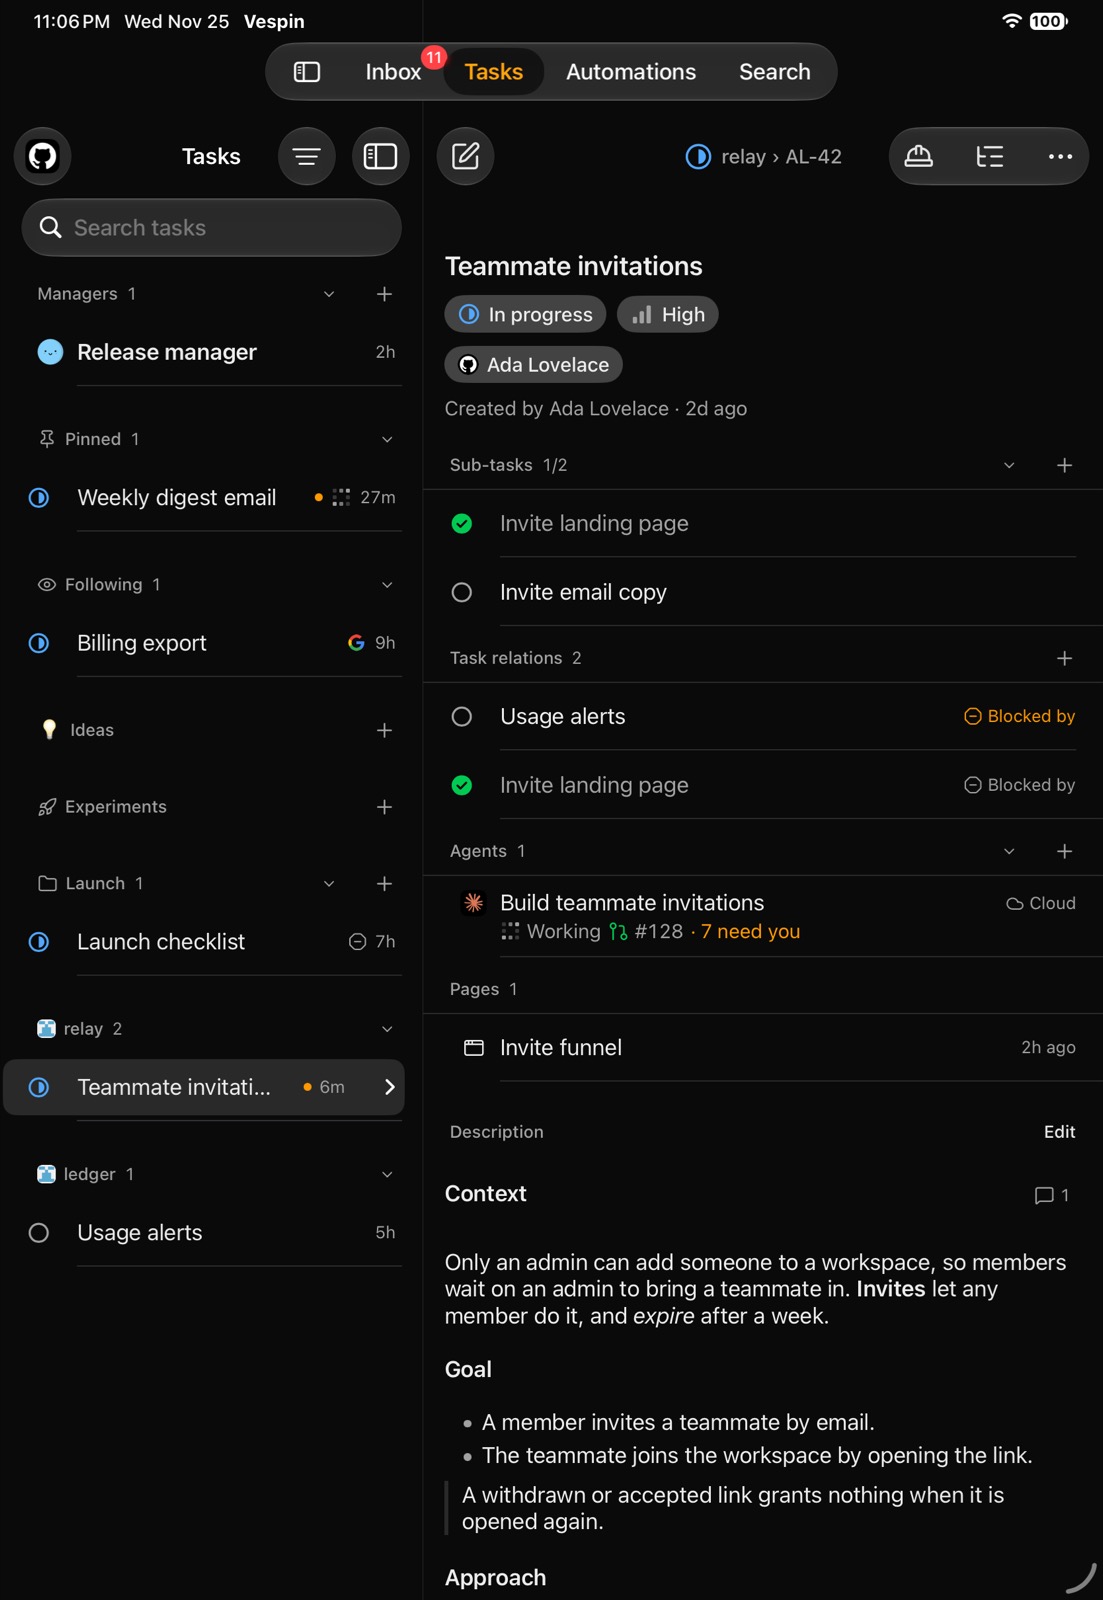 11:06 PM Wed Nov 25 Vespin
100
Inbox 11 Tasks Automations Search
Tasks
relay › AL-42
Search tasks
Managers 1
Release manager 2h
Pinned 1
Weekly digest email 27m
Following 1
Billing export 9h
Ideas
Experiments
Launch 1
Launch checklist 7h
relay 2
Teammate invitati... 6m
ledger 1
Usage alerts 5h
Teammate invitations
In progress High
Ada Lovelace
Created by Ada Lovelace · 2d ago
Sub-tasks 1/2
Invite landing page
Invite email copy
Task relations 2
Usage alerts Blocked by
Invite landing page Blocked by
Agents 1
Build teammate invitations Cloud
Working #128 · 7 need you
Pages 1
Invite funnel 2h ago
Description Edit
Context 1
Only an admin can add someone to a workspace, so members
wait on an admin to bring a teammate in. Invites let any
member do it, and expire after a week.
Goal
• A member invites a teammate by email.
• The teammate joins the workspace by opening the link.
A withdrawn or accepted link grants nothing when it is
opened again.
Approach